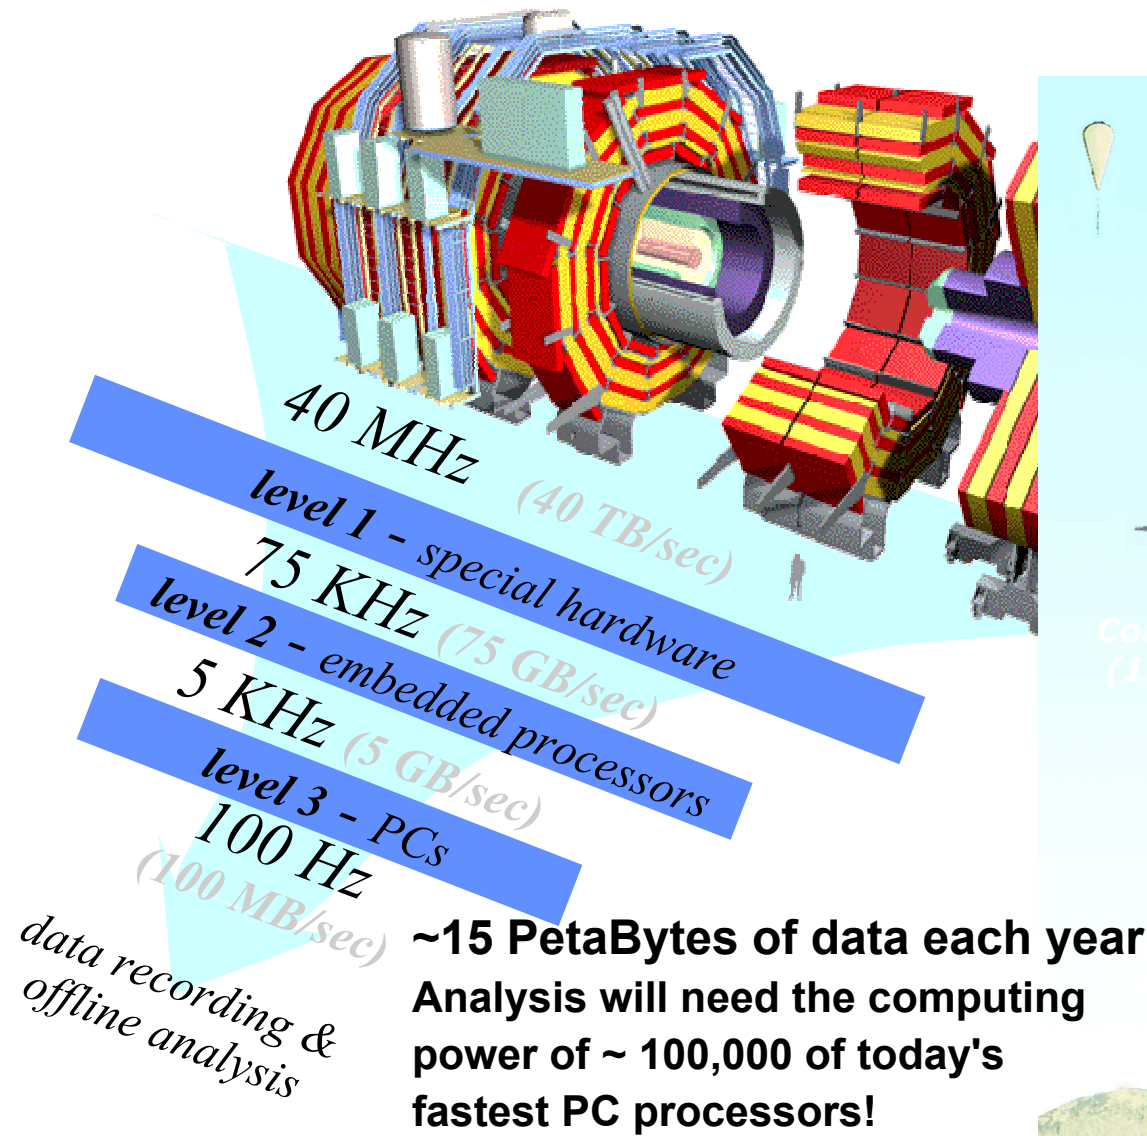 40 MHz (40 TB/sec)
level 1 - special hardware
75 KHz (75 GB/sec)
level 2 - embedded processors
5 KHz (5 GB/sec)
level 3 - PCs
100 Hz
(100 MB/sec)
data recording &
offline analysis
~15 PetaBytes of data each year
Analysis will need the computing
power of ~ 100,000 of today's
fastest PC processors!